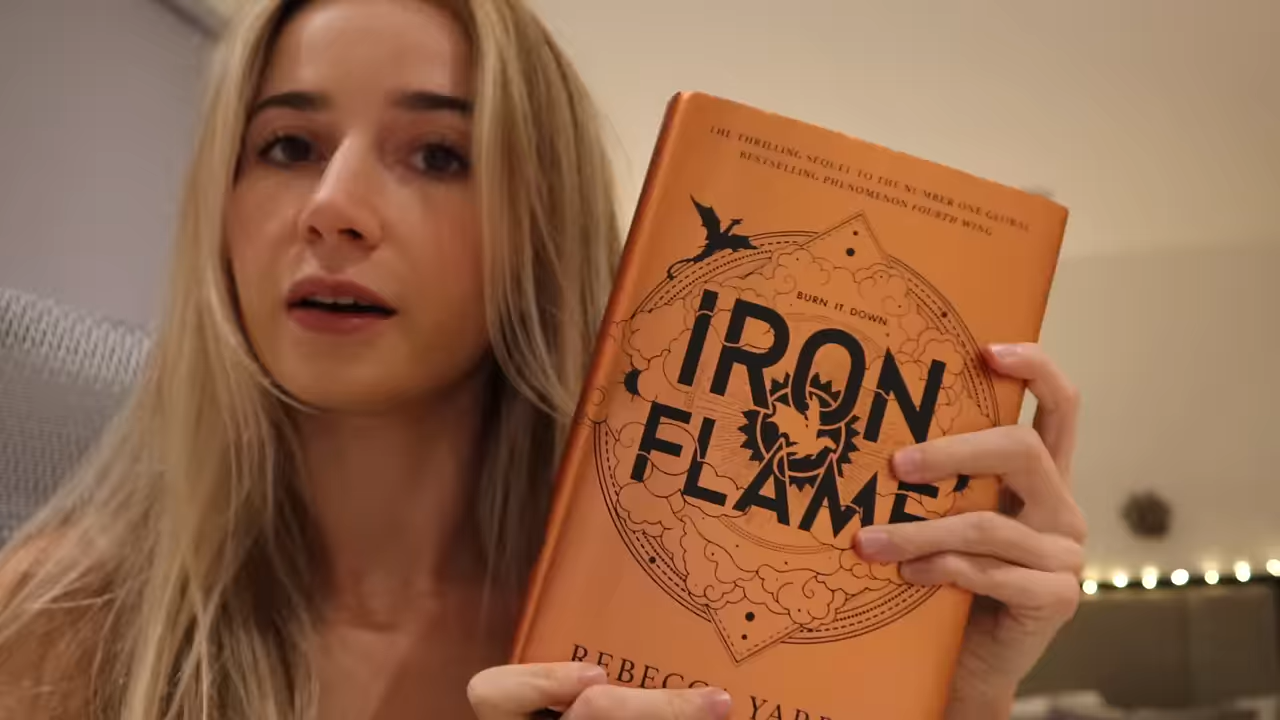 THE THRILLING SEQUEL TO THE NUMBER ONE GLOBAL
BESTSELLING PHENOMENON FOURTH WING
BURN. IT. DOWN.
IRON
FLAME